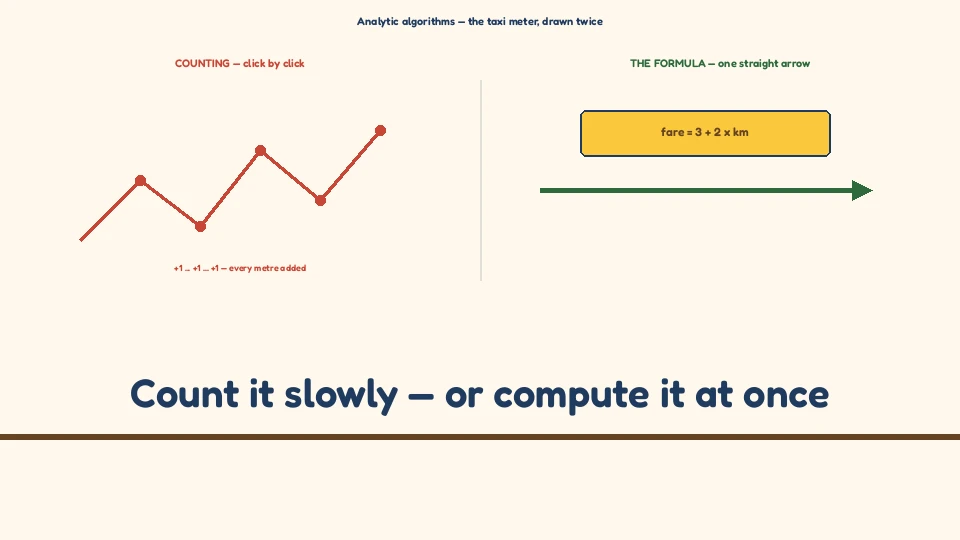 Analytic algorithms — the taxi meter, drawn twice
COUNTING — click by click
THE FORMULA — one straight arrow
fare = 3 + 2 x km
+1 ... +1 ... +1 — every metre added
Count it slowly — or compute it at once